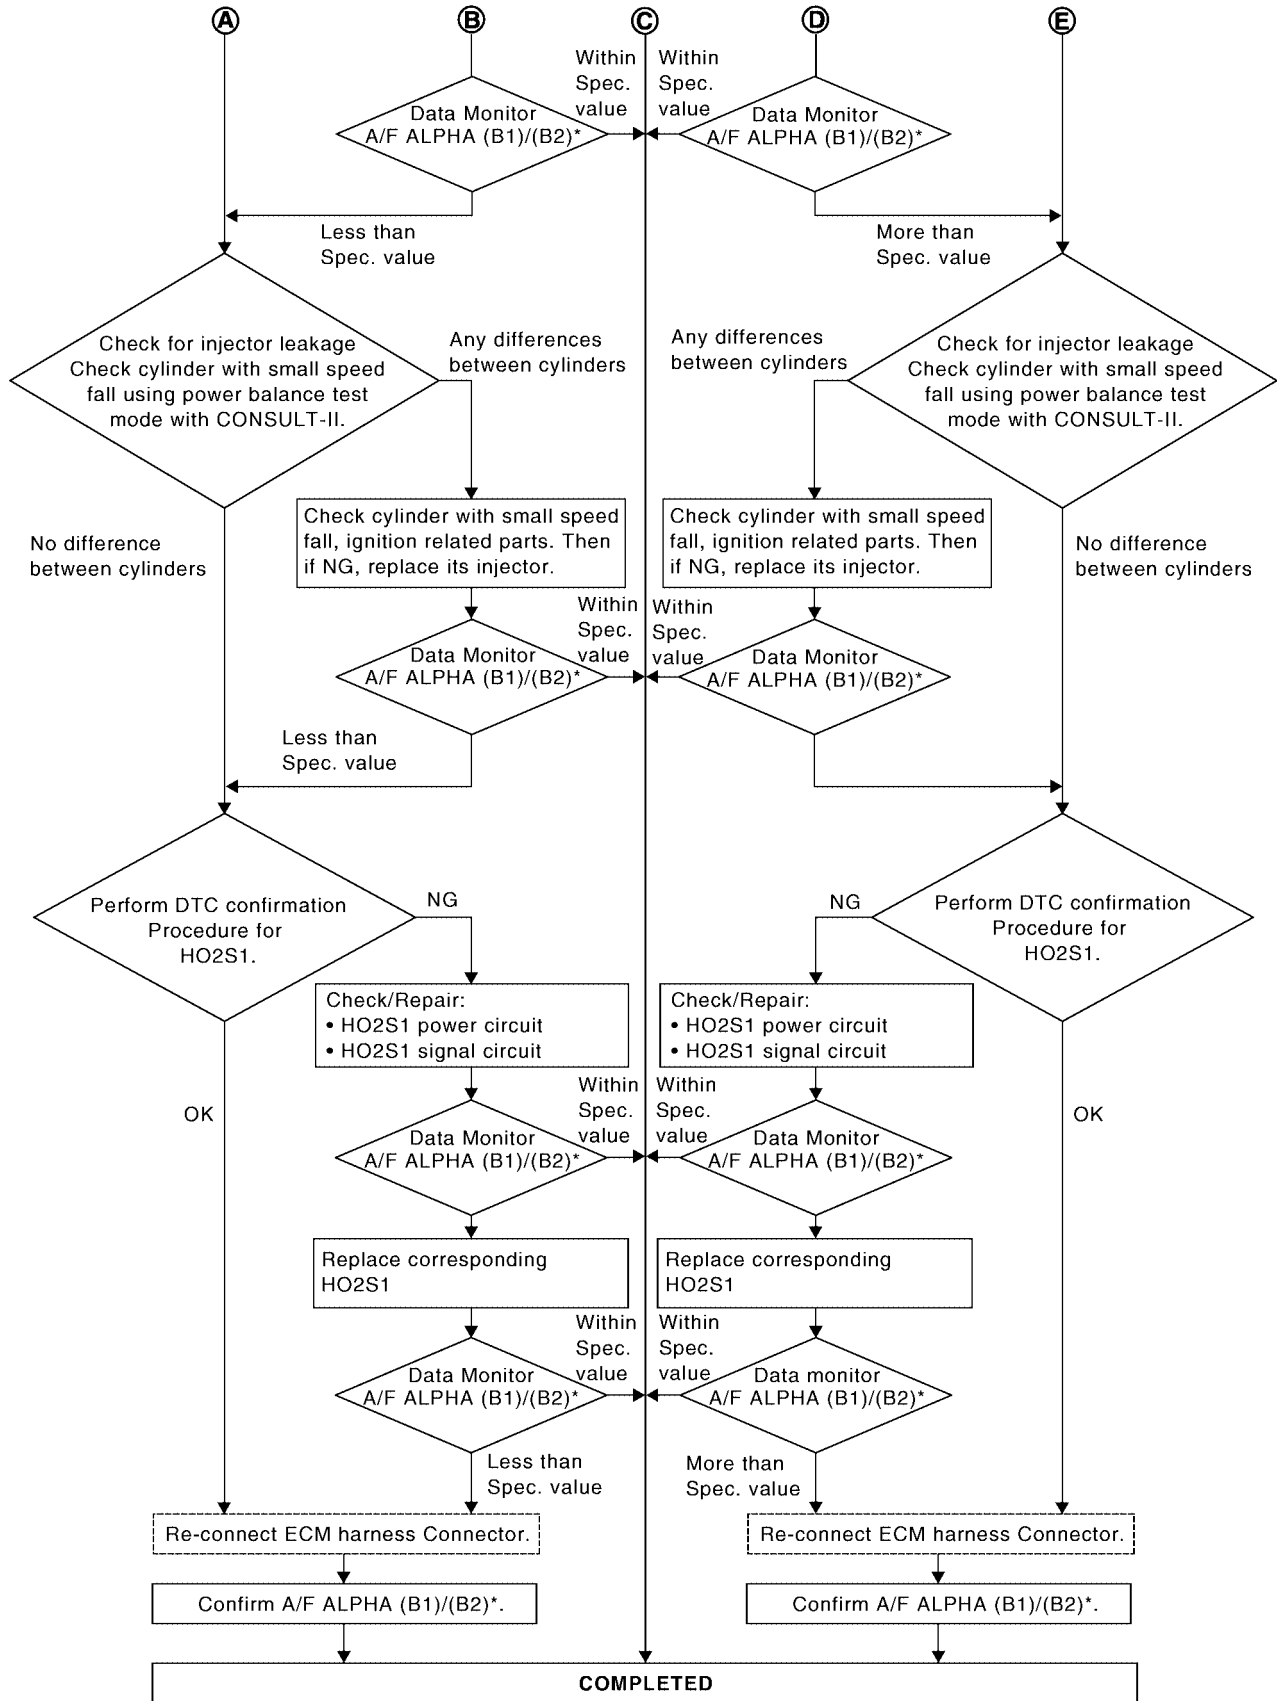 A
B
C
D
E
Within
Spec.
value
Within
Spec.
value
Data Monitor
A/F ALPHA (B1)/(B2)*
Data Monitor
A/F ALPHA (B1)/(B2)*
Less than
Spec. value
More than
Spec. value
Check for injector leakage
Check cylinder with small speed
fall using power balance test
mode with CONSULT-II.
Any differences
between cylinders
Any differences
between cylinders
Check for injector leakage
Check cylinder with small speed
fall using power balance test
mode with CONSULT-II.
No difference
between cylinders
Check cylinder with small speed
fall, ignition related parts. Then
if NG, replace its injector.
Check cylinder with small speed
fall, ignition related parts. Then
if NG, replace its injector.
No difference
between cylinders
Within
Spec.
value
Within
Spec.
value
Data Monitor
A/F ALPHA (B1)/(B2)*
Data Monitor
A/F ALPHA (B1)/(B2)*
Less than
Spec. value
Perform DTC confirmation
Procedure for
HO2S1.
NG
NG
Perform DTC confirmation
Procedure for
HO2S1.
Check/Repair:
• HO2S1 power circuit
• HO2S1 signal circuit
Check/Repair:
• HO2S1 power circuit
• HO2S1 signal circuit
OK
Within
Spec.
value
Within
Spec.
value
OK
Data Monitor
A/F ALPHA (B1)/(B2)*
Data Monitor
A/F ALPHA (B1)/(B2)*
Replace corresponding
HO2S1
Replace corresponding
HO2S1
Within
Spec.
value
Within
Spec.
value
Data Monitor
A/F ALPHA (B1)/(B2)*
Data monitor
A/F ALPHA (B1)/(B2)*
Less than
Spec. value
More than
Spec. value
Re-connect ECM harness Connector.
Re-connect ECM harness Connector.
Confirm A/F ALPHA (B1)/(B2)*.
Confirm A/F ALPHA (B1)/(B2)*.
COMPLETED